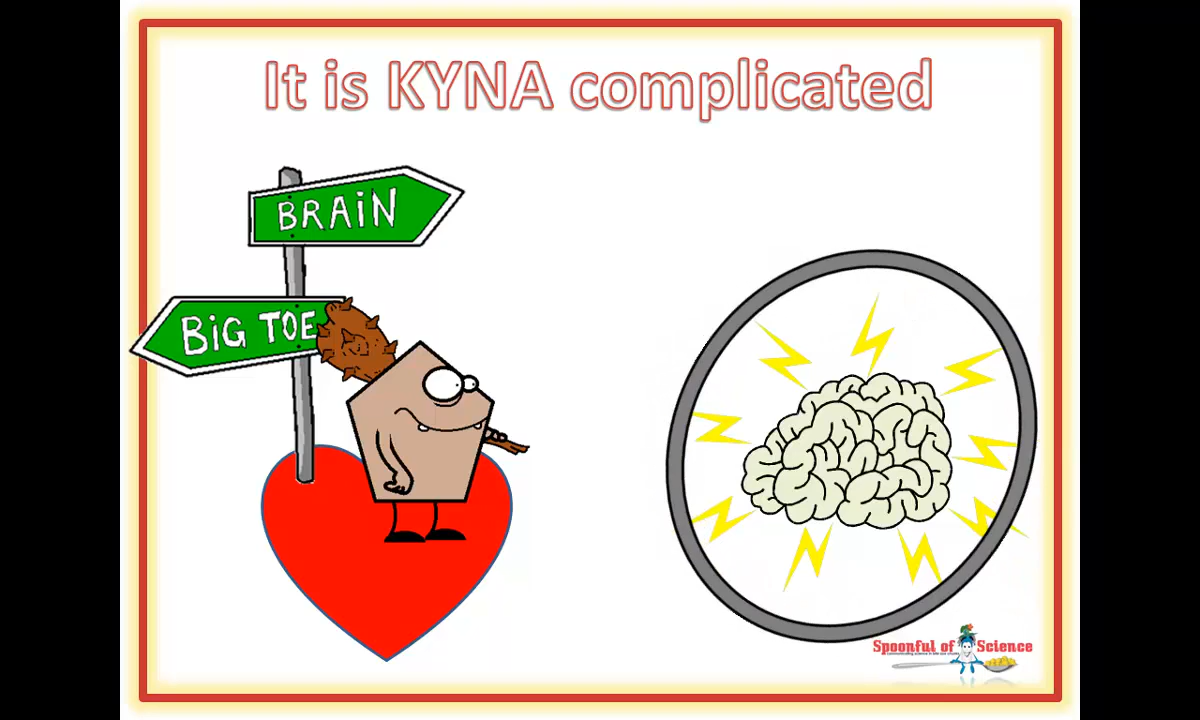 It is KYNA complicated
BRAiN
BiG TOE
Spoonful of Science